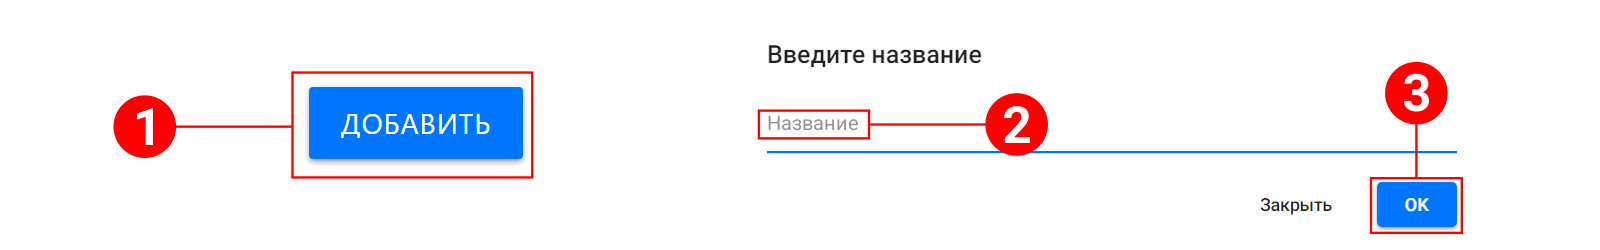 1
ДОБАВИТЬ
Введите название
Название
2
3
Закрыть
OK